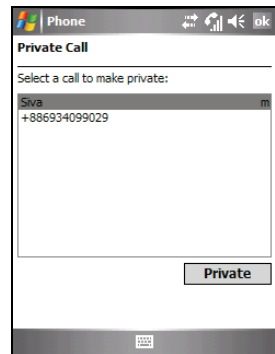 Phone
ok
Private Call
Select a call to make private:
Siva m
+886934099029
Private